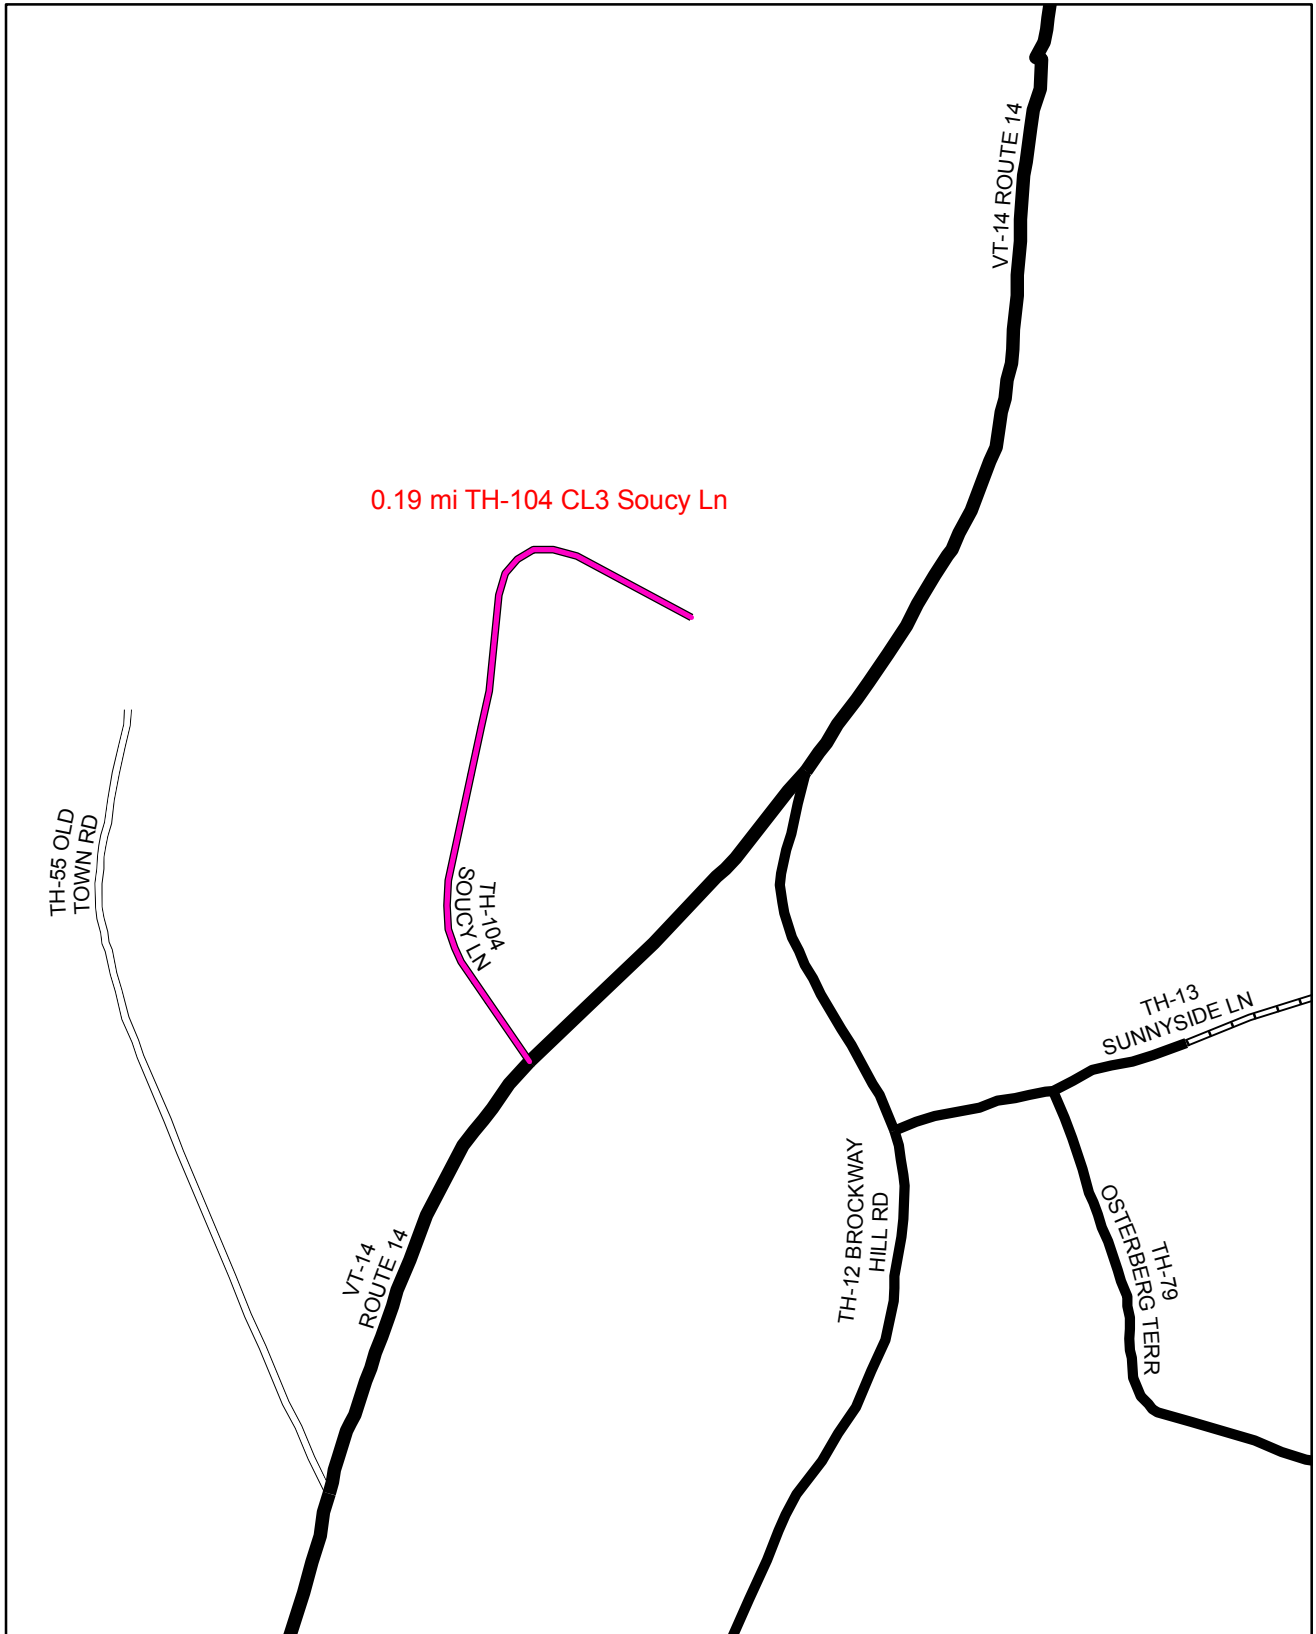 VT-14 ROUTE 14
0.19 mi TH-104 CL3 Soucy Ln
TH-55 OLD
TOWN RD
TH-104
SOUCY LN
TH-13
SUNNYSIDE LN
TH-12 BROCKWAY
HILL RD
TH-79
OSTERBERG TERR
VT-14
ROUTE 14